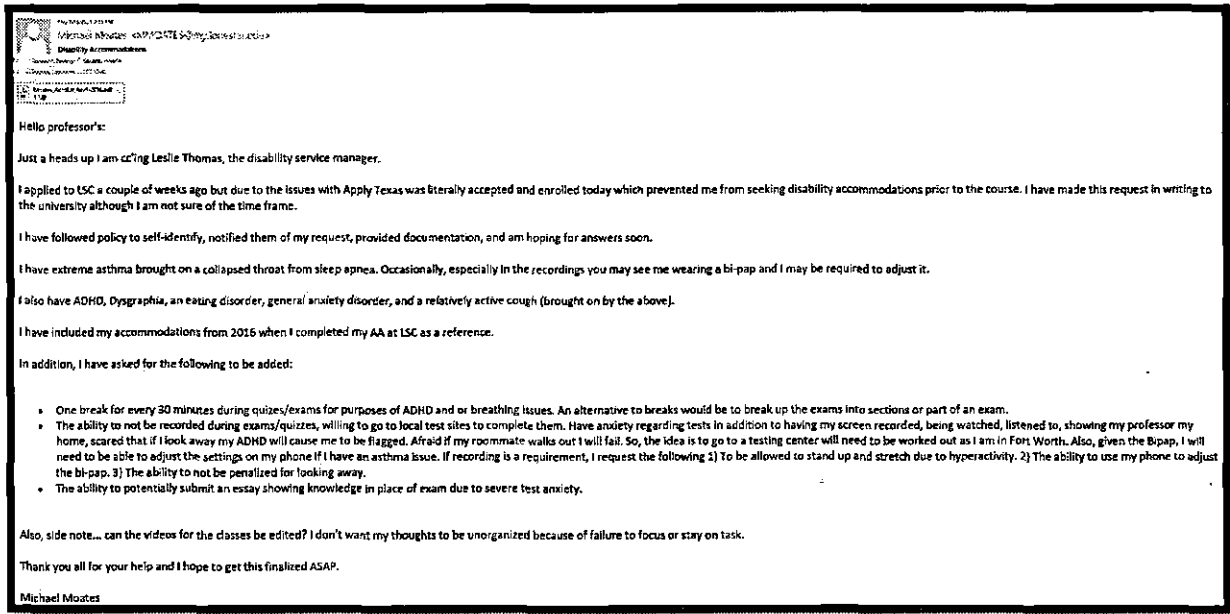 Michael Moates
Disability Accommodations
Hello professor's:
Just a heads up I am cc'ing Leslie Thomas, the disability service manager.
I applied to LSC a couple of weeks ago but due to the issues with Apply Texas was literally accepted and enrolled today which prevented me from seeking disability accommodations prior to the course. I have made this request in writing to
the university although I am not sure of the time frame.
I have followed policy to self-identify, notified them of my request, provided documentation, and am hoping for answers soon.
I have extreme asthma brought on a collapsed throat from sleep apnea. Occasionally, especially in the recordings you may see me wearing a bi-pap and I may be required to adjust it.
I also have ADHD, Dysgraphia, an eating disorder, general anxiety disorder, and a relatively active cough (brought on by the above).
I have included my accommodations from 2016 when I completed my AA at LSC as a reference.
In addition, I have asked for the following to be added:
• One break for every 30 minutes during quizes/exams for purposes of ADHD and or breathing issues. An alternative to breaks would be to break up the exams into sections or part of an exam.
• The ability to not be recorded during exams/quizzes, willing to go to local test sites to complete them. Have anxiety regarding tests in addition to having my screen recorded, being watched, listened to, showing my professor my
home, scared that if I look away my ADHD will cause me to be flagged. Afraid if my roommate walks out I will fail. So, the idea is to go to a testing center will need to be worked out as I am in Fort Worth. Also, given the Bipap, I will
need to be able to adjust the settings on my phone if I have an asthma issue. If recording is a requirement, I request the following 1) To be allowed to stand up and stretch due to hyperactivity. 2) The ability to use my phone to adjust
the bi-pap. 3) The ability to not be penalized for looking away.
• The ability to potentially submit an essay showing knowledge in place of exam due to severe test anxiety.
Also, side note... can the videos for the classes be edited? I don't want my thoughts to be unorganized because of failure to focus or stay on task.
Thank you all for your help and I hope to get this finalized ASAP.
Michael Moates